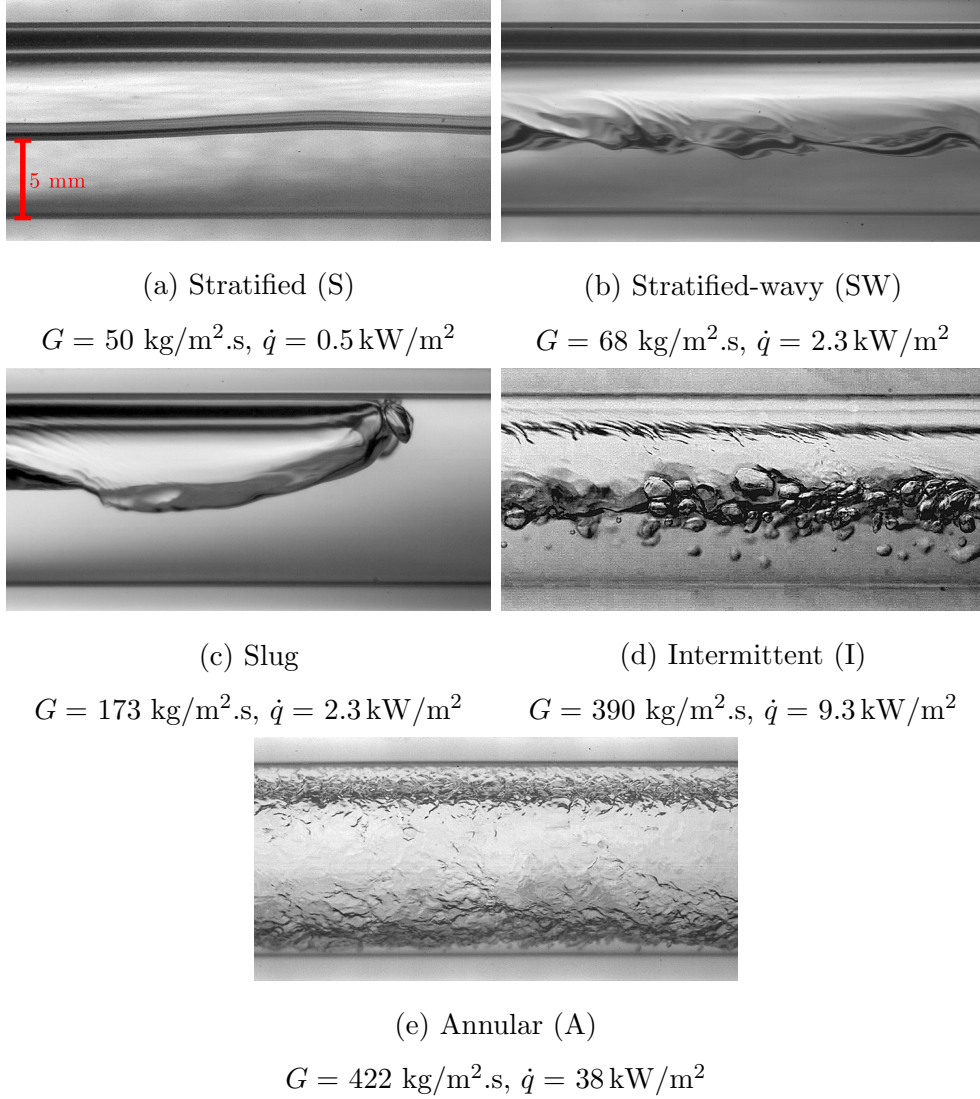 5 mm
(a) Stratified (S)
G = 50 kg/m².s, q̇ = 0.5 kW/m²
(b) Stratified-wavy (SW)
G = 68 kg/m².s, q̇ = 2.3 kW/m²
(c) Slug
G = 173 kg/m².s, q̇ = 2.3 kW/m²
(d) Intermittent (I)
G = 390 kg/m².s, q̇ = 9.3 kW/m²
(e) Annular (A)
G = 422 kg/m².s, q̇ = 38 kW/m²